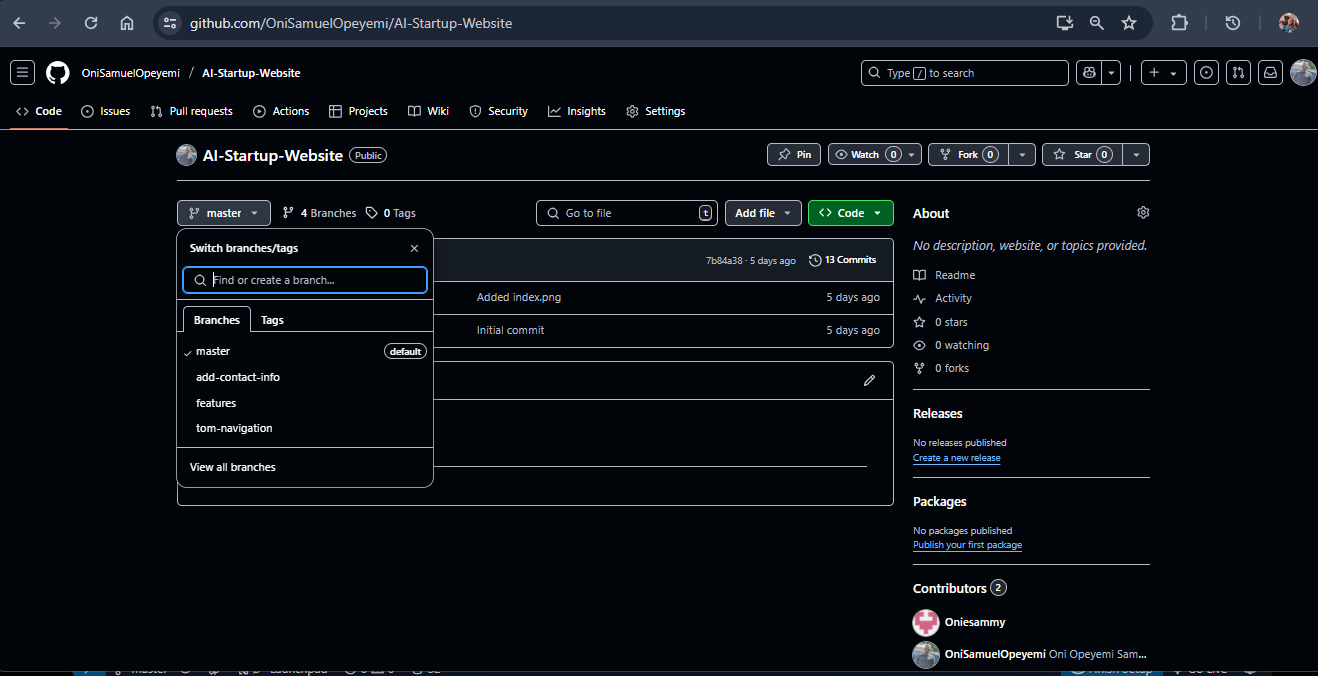 github.com/OniSamuelOpeyemi/AI-Startup-Website
OniSamuelOpeyemi / AI-Startup-Website
Type / to search
Code Issues Pull requests Actions Projects Wiki Security Insights Settings
AI-Startup-Website Public
Pin Watch 0 Fork 0 Star 0
master 4 Branches 0 Tags
Go to file t Add file Code
Switch branches/tags
Find or create a branch...
Branches Tags
master default
add-contact-info
features
tom-navigation
View all branches
7b84a38 · 5 days ago 13 Commits
Added index.png 5 days ago
Initial commit 5 days ago
About
No description, website, or topics provided.
Readme
Activity
0 stars
0 watching
0 forks
Releases
No releases published
Create a new release
Packages
No packages published
Publish your first package
Contributors 2
Oniesammy
OniSamuelOpeyemi Oni Opeyemi Sam...
master